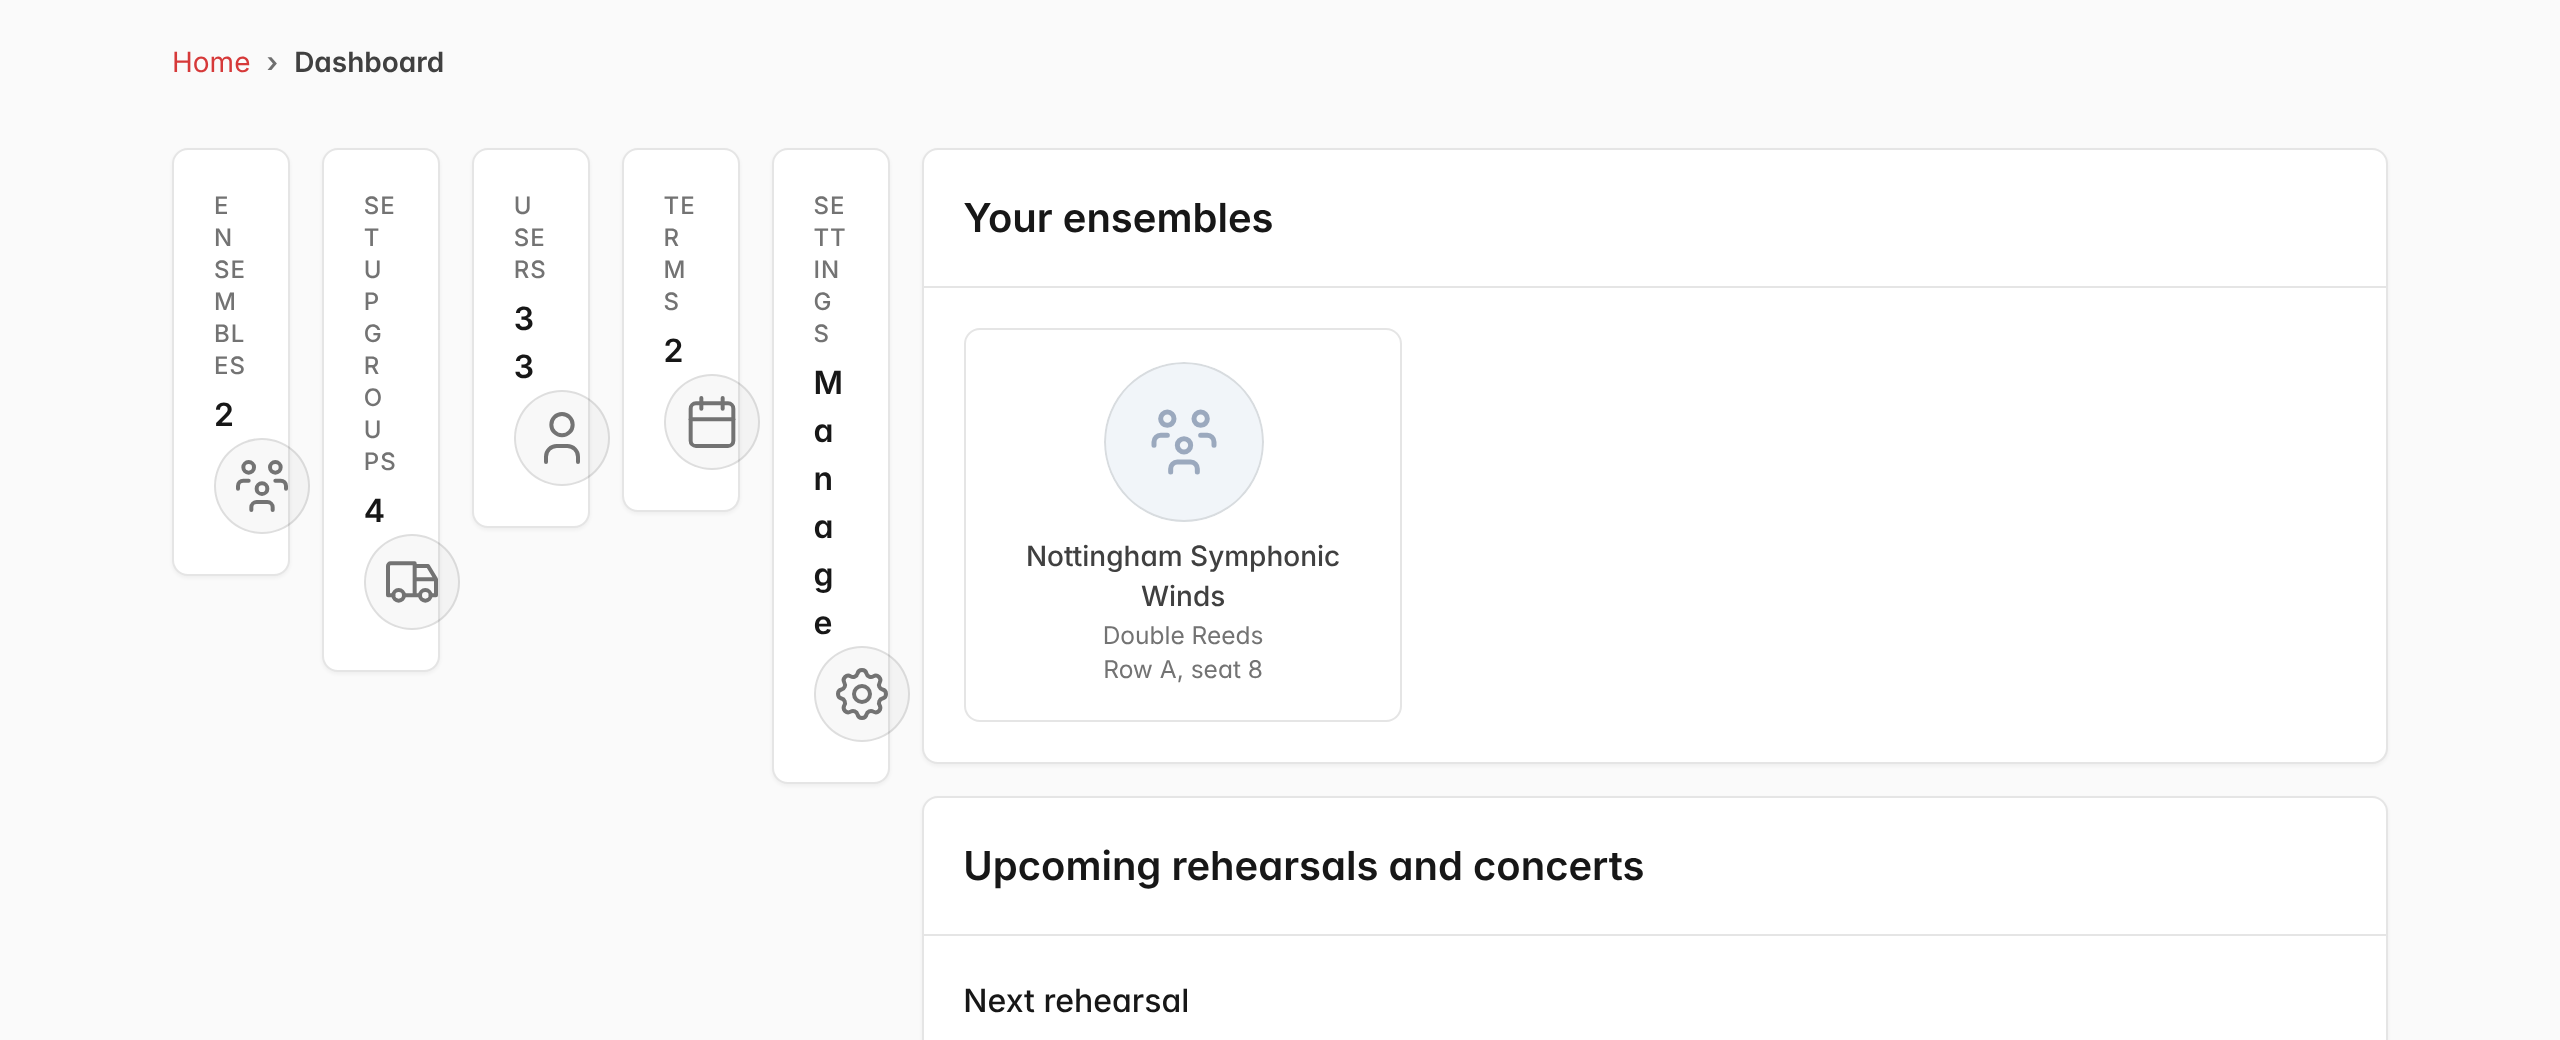 Home › Dashboard
E
N
SE
M
BL
ES
2
SE
T
U
P
G
R
O
U
PS
4
U
SE
RS
3
3
TE
R
M
S
2
SE
TT
IN
G
S
M
a
n
a
g
e
Your ensembles
Nottingham Symphonic
Winds
Double Reeds
Row A, seat 8
Upcoming rehearsals and concerts
Next rehearsal